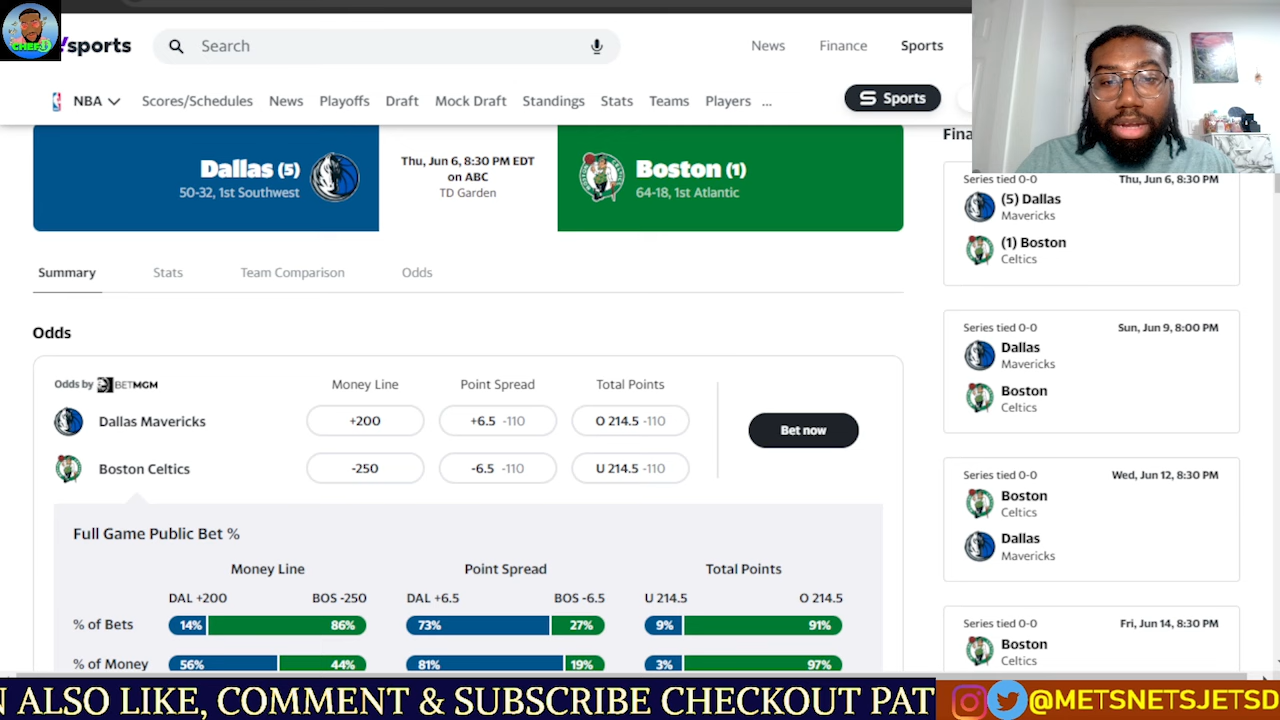 CHEF
!sports
Search
News
Finance
Sports
NBA
Scores/Schedules
News
Playoffs
Draft
Mock Draft
Standings
Stats
Teams
Players
...
S Sports
Dallas (5)
50-32, 1st Southwest
Thu, Jun 6, 8:30 PM EDT
on ABC
TD Garden
Boston (1)
64-18, 1st Atlantic
Summary
Stats
Team Comparison
Odds
Odds
Odds by BETMGM
Money Line
Point Spread
Total Points
Dallas Mavericks
+200
+6.5 -110
O 214.5 -110
Boston Celtics
-250
-6.5 -110
U 214.5 -110
Bet now
Full Game Public Bet %
Money Line
Point Spread
Total Points
DAL +200
BOS -250
DAL +6.5
BOS -6.5
U 214.5
O 214.5
% of Bets
14%
86%
73%
27%
9%
91%
% of Money
56%
44%
81%
19%
3%
97%
Fina
Series tied 0-0
Thu, Jun 6, 8:30 PM
(5) Dallas
Mavericks
(1) Boston
Celtics
Series tied 0-0
Sun, Jun 9, 8:00 PM
Dallas
Mavericks
Boston
Celtics
Series tied 0-0
Wed, Jun 12, 8:30 PM
Boston
Celtics
Dallas
Mavericks
Series tied 0-0
Fri, Jun 14, 8:30 PM
Boston
Celtics
N ALSO LIKE, COMMENT & SUBSCRIBE CHECKOUT PAT
@METSNETSJETSD